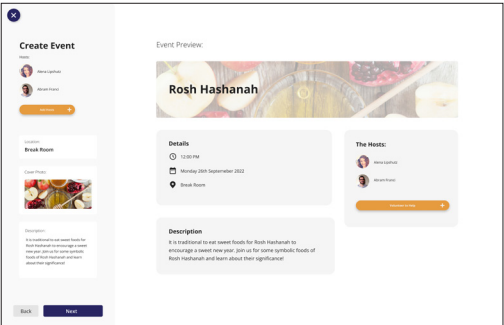 Create Event
Hosts:
Alena Lipshutz
Abram Franci
Add Hosts +
Location:
Break Room
Cover Photo:
Description:
It is traditional to eat sweet foods for
Rosh Hashanah to encourage a sweet
new year. Join us for some symbolic
foods of Rosh Hashanah and learn
about their significance!
Back
Next
Event Preview:
Rosh Hashanah
Details
12:00 PM
Monday 26th Septemeber 2022
Break Room
Description
It is traditional to eat sweet foods for Rosh Hashanah to
encourage a sweet new year. Join us for some symbolic foods of
Rosh Hashanah and learn about their significance!
The Hosts:
Alena Lipshutz
Abram Franci